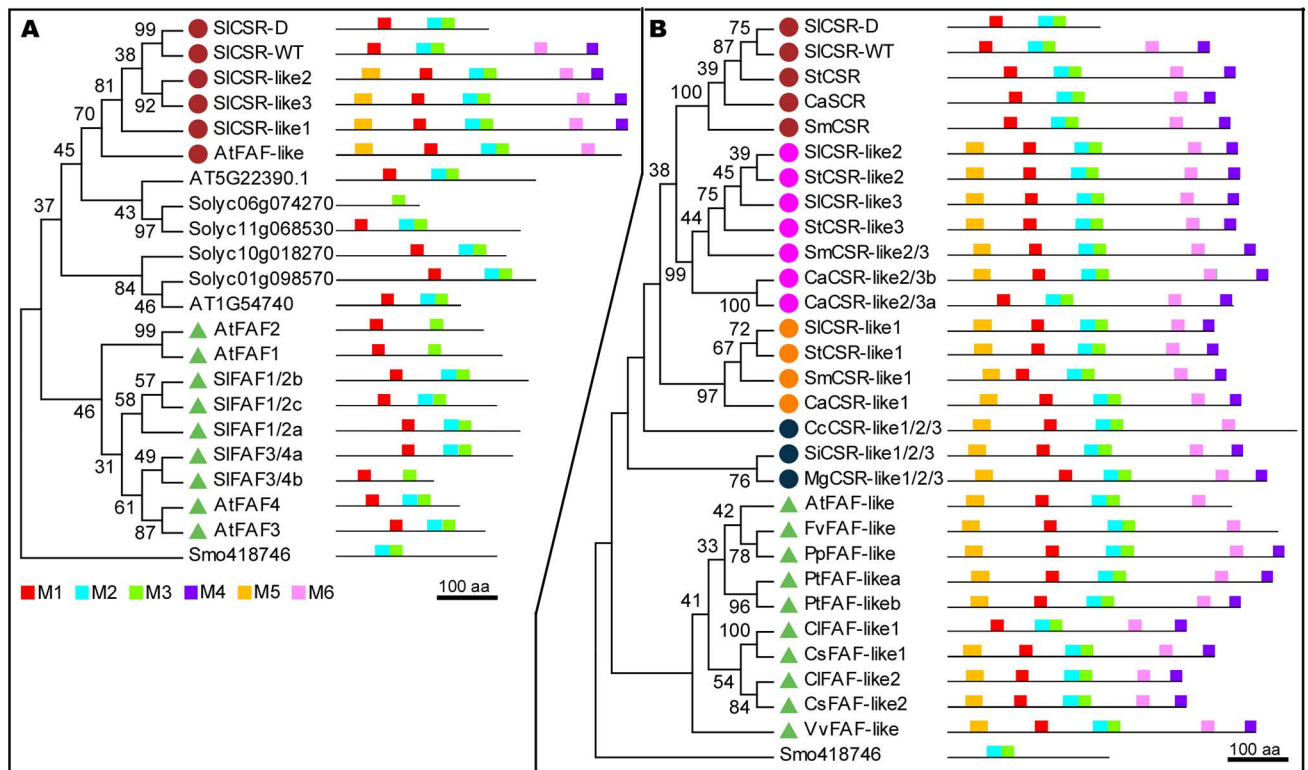 A
99
SlCSR-D
38
SlCSR-WT
81
SlCSR-like2
92
SlCSR-like3
70
SlCSR-like1
45
AtFAF-like
AT5G22390.1
37
43
Solyc06g074270
97
Solyc11g068530
Solyc10g018270
84
Solyc01g098570
46
AT1G54740
99
AtFAF2
AtFAF1
46
57
SlFAF1/2b
58
SlFAF1/2c
SlFAF1/2a
31
49
SlFAF3/4a
SlFAF3/4b
61
AtFAF4
87
AtFAF3
Smo418746
M1 M2 M3 M4 M5 M6
100 aa
B
75
SlCSR-D
87
SlCSR-WT
39
StCSR
100
CaSCR
SmCSR
38
39
SlCSR-like2
45
StCSR-like2
75
SlCSR-like3
44
StCSR-like3
SmCSR-like2/3
99
CaCSR-like2/3b
100
CaCSR-like2/3a
72
SlCSR-like1
67
StCSR-like1
SmCSR-like1
97
CaCSR-like1
CcCSR-like1/2/3
SiCSR-like1/2/3
76
MgCSR-like1/2/3
42
AtFAF-like
FvFAF-like
33
78
PpFAF-like
PtFAF-likea
41
96
PtFAF-likeb
100
ClFAF-like1
CsFAF-like1
54
ClFAF-like2
84
CsFAF-like2
VvFAF-like
Smo418746
100 aa